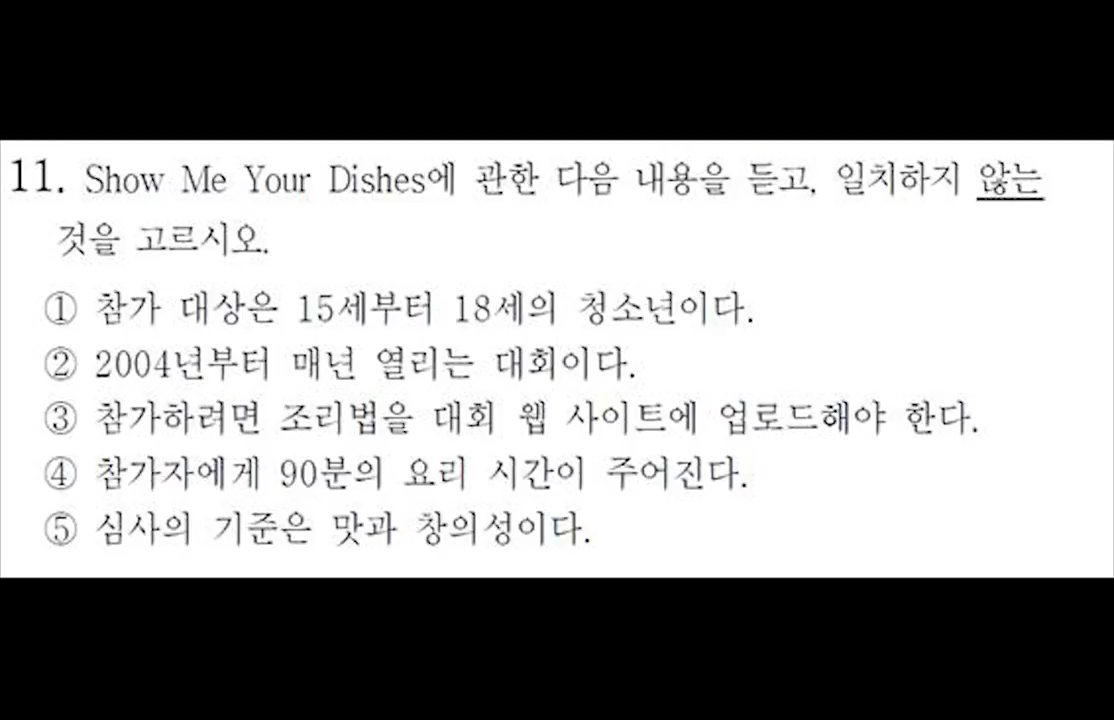 11. Show Me Your Dishes에 관한 다음 내용을 듣고, 일치하지 않는
것을 고르시오.
① 참가 대상은 15세부터 18세의 청소년이다.
② 2004년부터 매년 열리는 대회이다.
③ 참가하려면 조리법을 대회 웹 사이트에 업로드해야 한다.
④ 참가자에게 90분의 요리 시간이 주어진다.
⑤ 심사의 기준은 맛과 창의성이다.